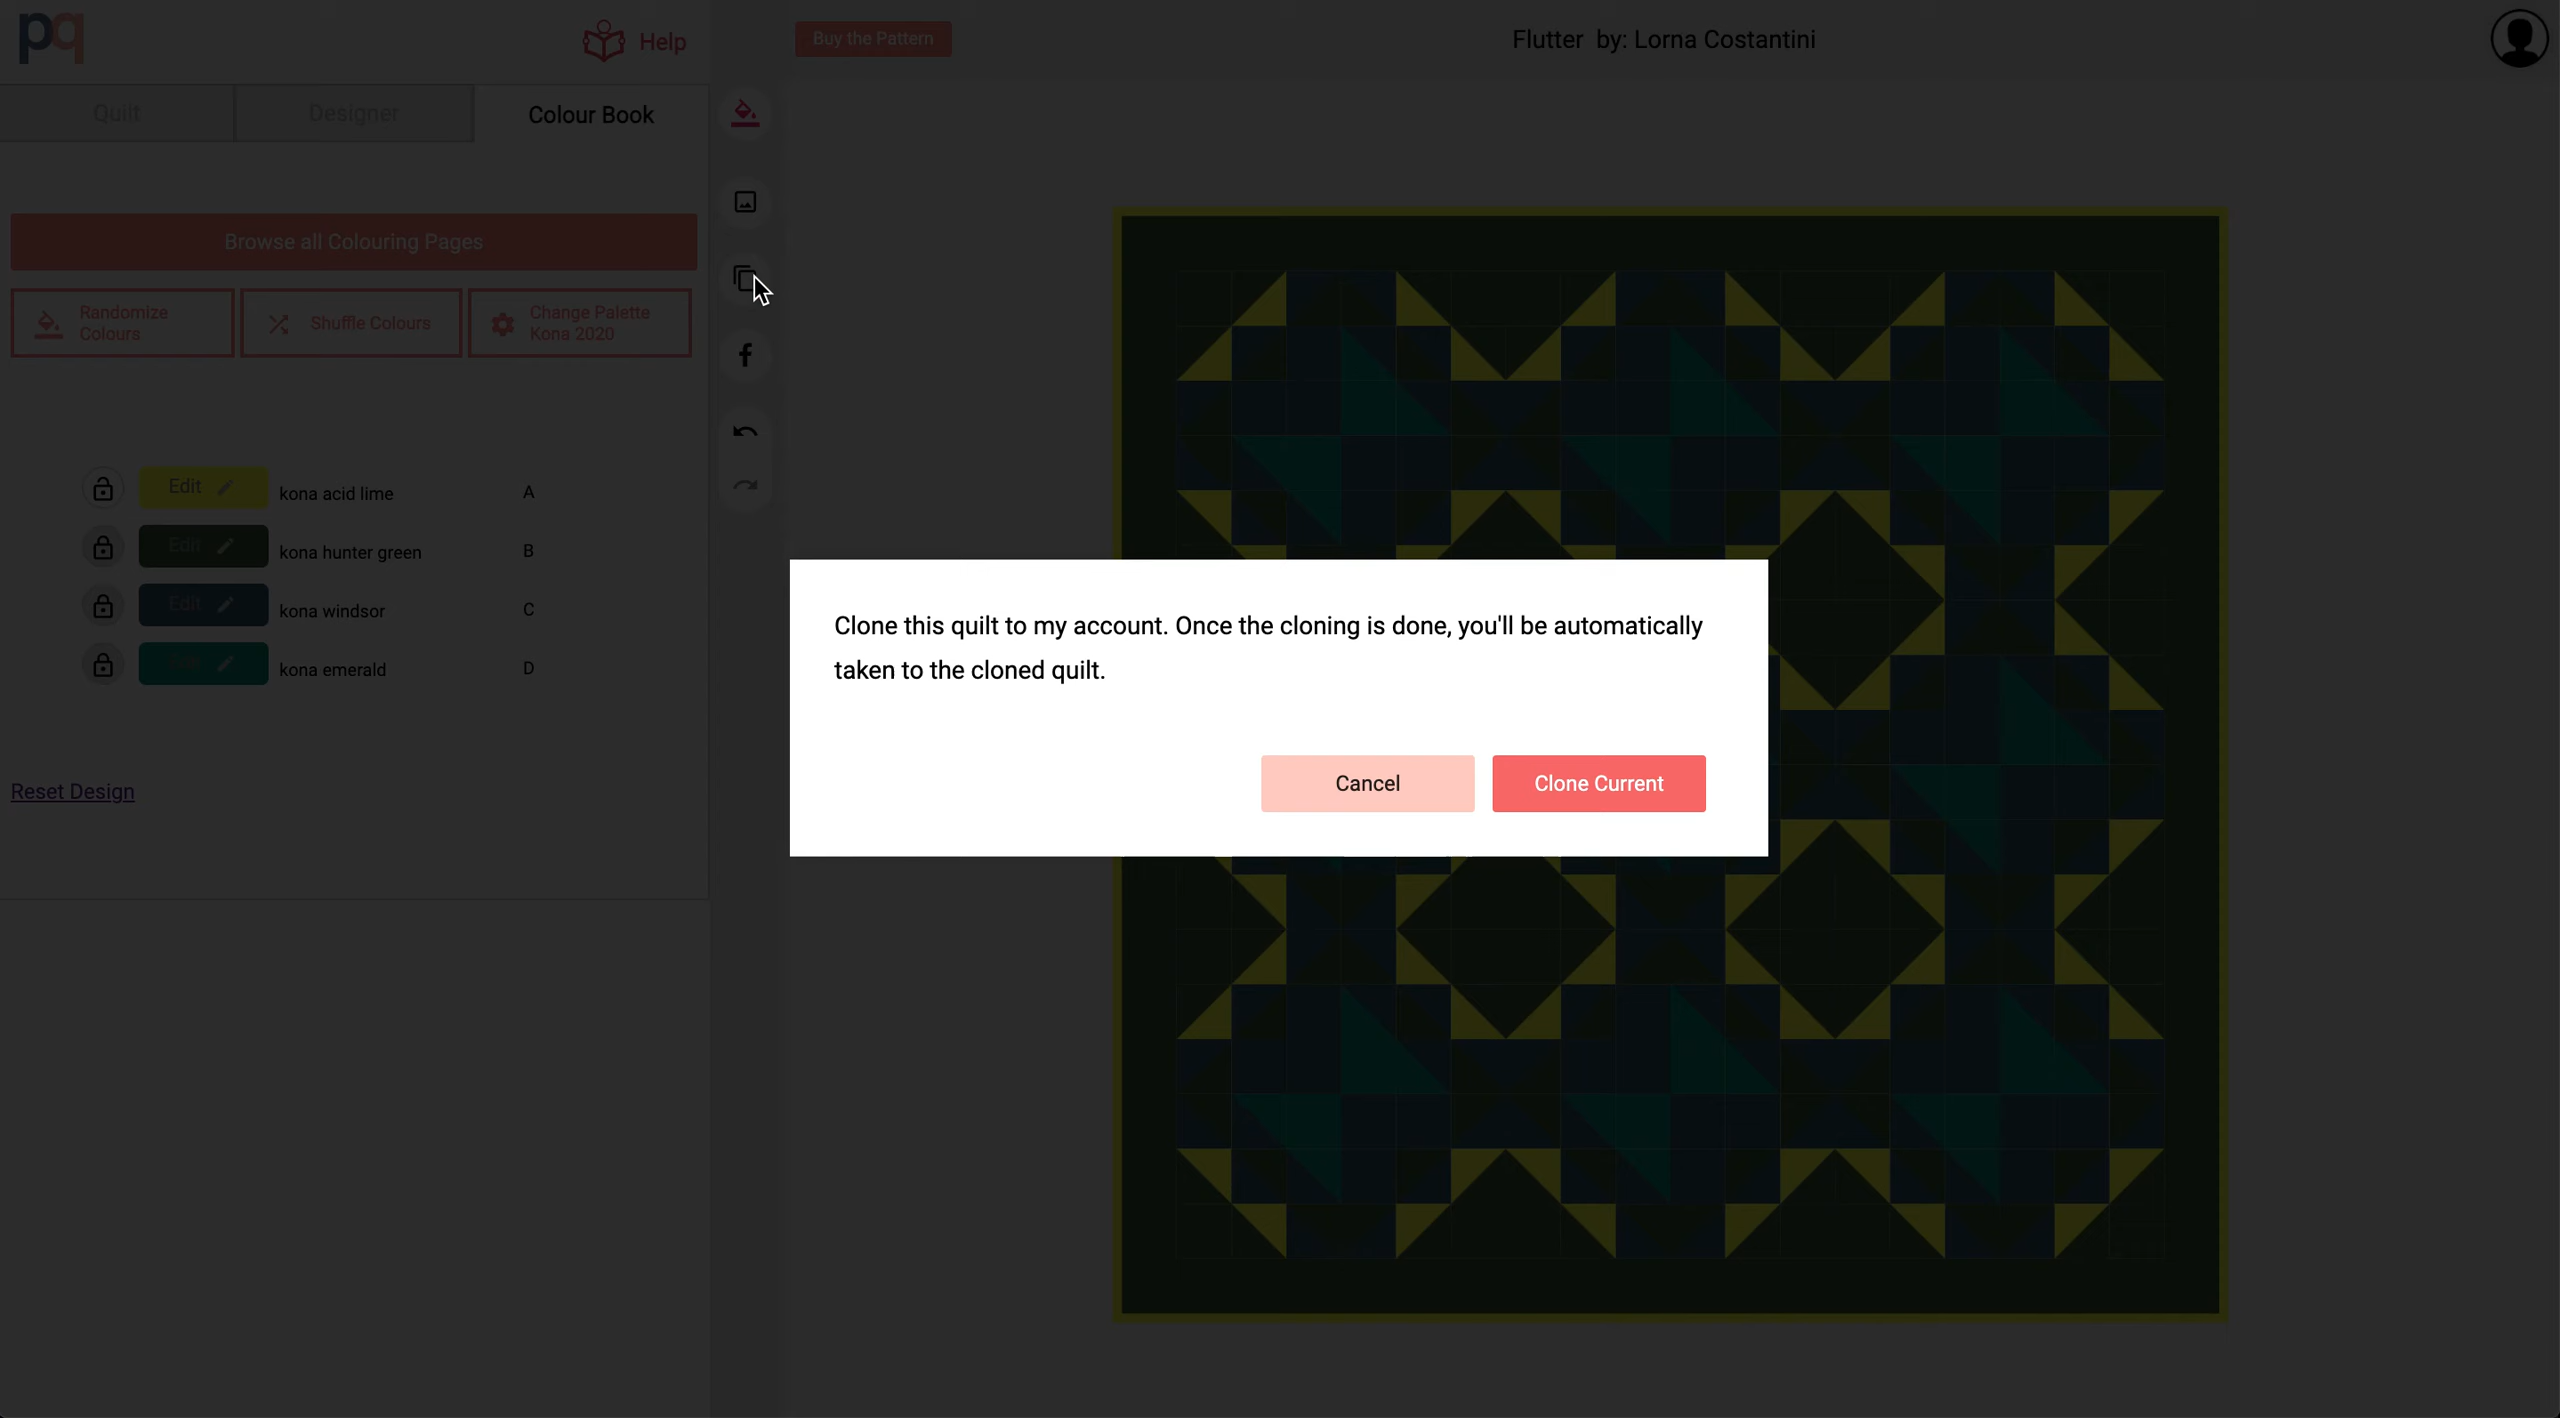 pq
Help
Buy the Pattern
Flutter by: Lorna Costantini
Quilt
Designer
Colour Book
Browse all Colouring Pages
Randomize
Colours
Shuffle Colours
Change Palette
Kona 2020
Edit
kona acid lime
A
Edit
kona hunter green
B
Edit
kona windsor
C
Edit
kona emerald
D
Reset Design
Clone this quilt to my account. Once the cloning is done, you'll be automatically
taken to the cloned quilt.
Cancel
Clone Current